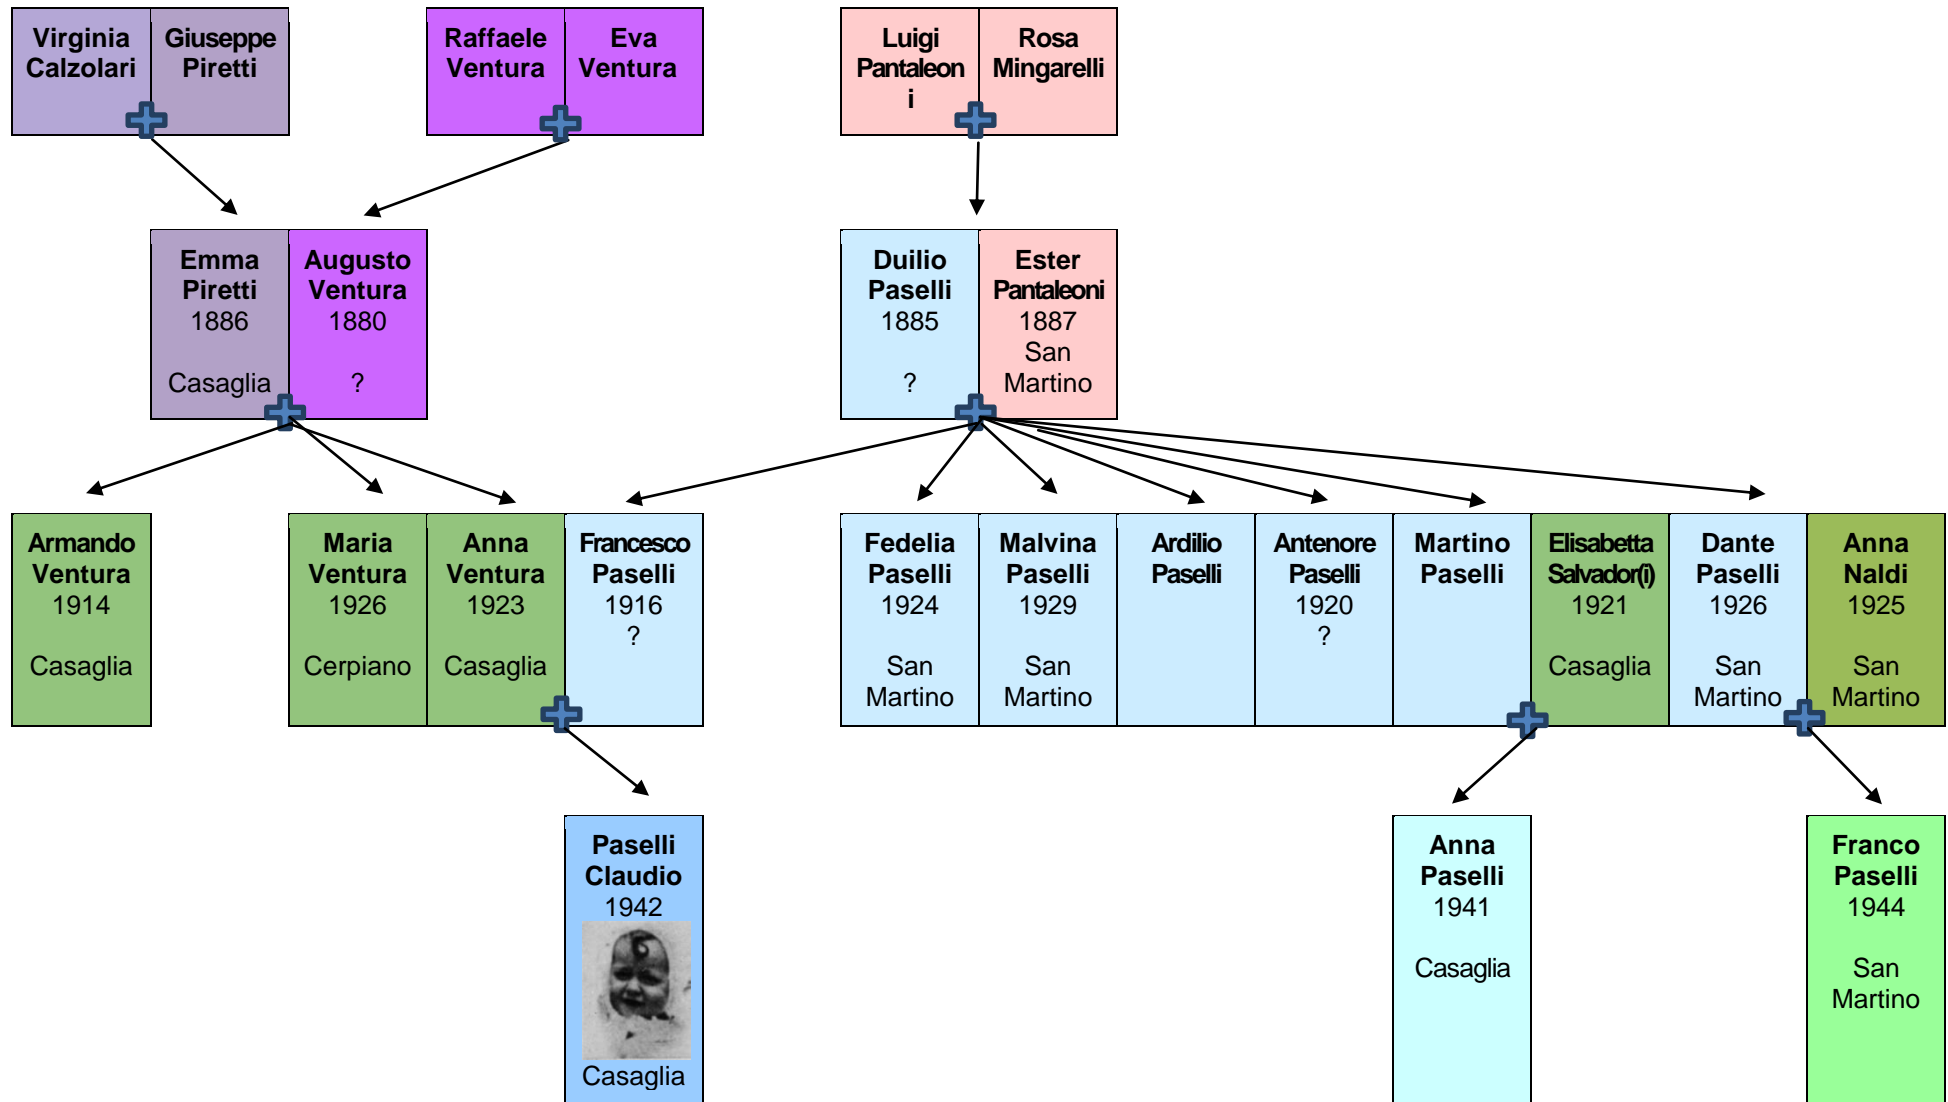 Virginia
Calzolari
Giuseppe
Piretti
Raffaele
Ventura
Eva
Ventura
Luigi
Pantaleon
i
Rosa
Mingarelli
Emma
Piretti
1886
Casaglia
Augusto
Ventura
1880
?
Duilio
Paselli
1885
?
Ester
Pantaleoni
1887
San
Martino
Armando
Ventura
1914
Casaglia
Maria
Ventura
1926
Cerpiano
Anna
Ventura
1923
Casaglia
Francesco
Paselli
1916
?
Fedelia
Paselli
1924
San
Martino
Malvina
Paselli
1929
San
Martino
Ardilio
Paselli
Antenore
Paselli
1920
?
Martino
Paselli
Elisabetta
Salvador(i)
1921
Casaglia
Dante
Paselli
1926
San
Martino
Anna
Naldi
1925
San
Martino
Paselli
Claudio
1942
Casaglia
Anna
Paselli
1941
Casaglia
Franco
Paselli
1944
San
Martino